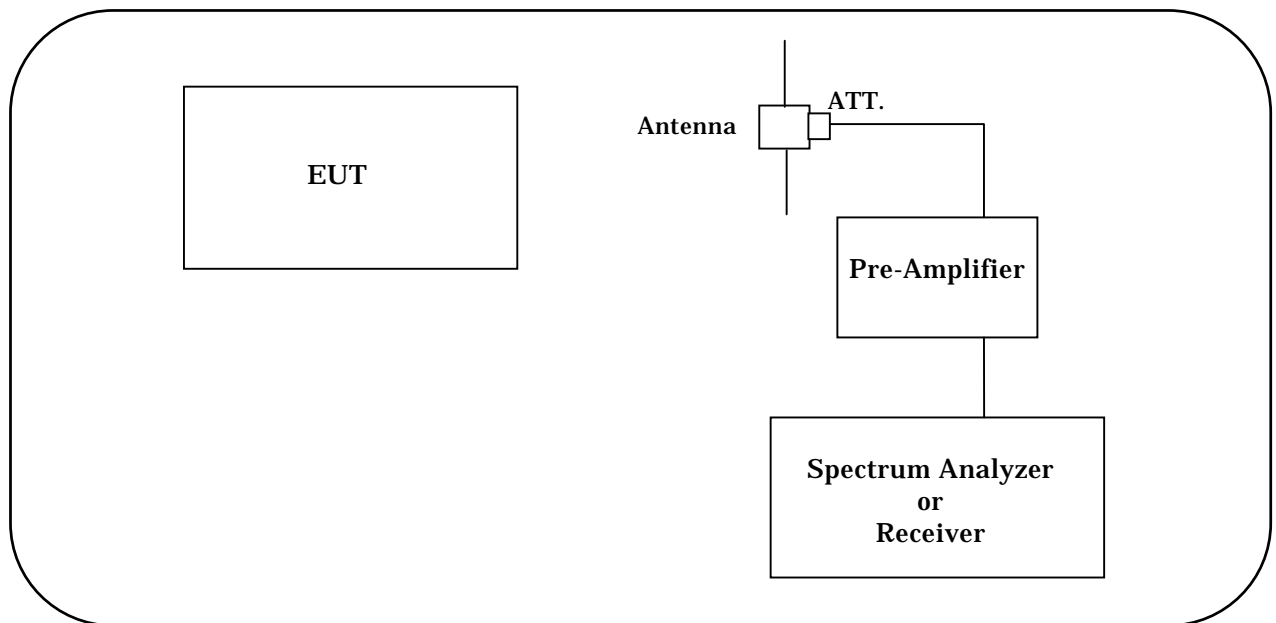 EUT
Antenna
ATT.
Pre-Amplifier
Spectrum Analyzer
or
Receiver